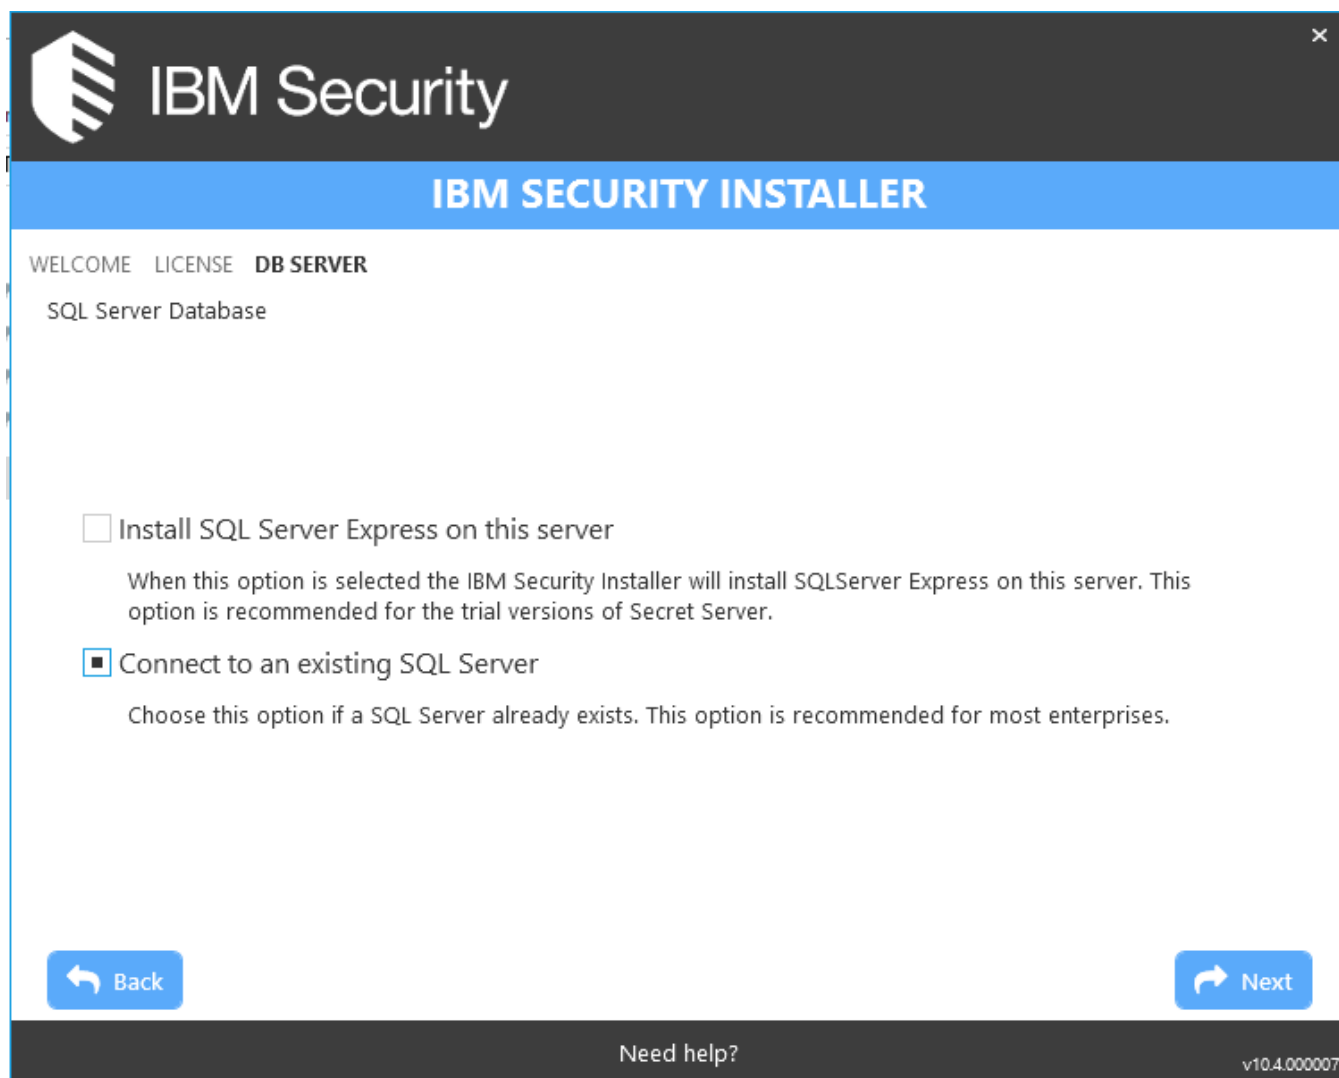 IBM Security
×
IBM SECURITY INSTALLER
WELCOME LICENSE DB SERVER
SQL Server Database
Install SQL Server Express on this server
When this option is selected the IBM Security Installer will install SQLServer Express on this server. This
option is recommended for the trial versions of Secret Server.
Connect to an existing SQL Server
Choose this option if a SQL Server already exists. This option is recommended for most enterprises.
Back
Next
Need help?
v10.4.000007